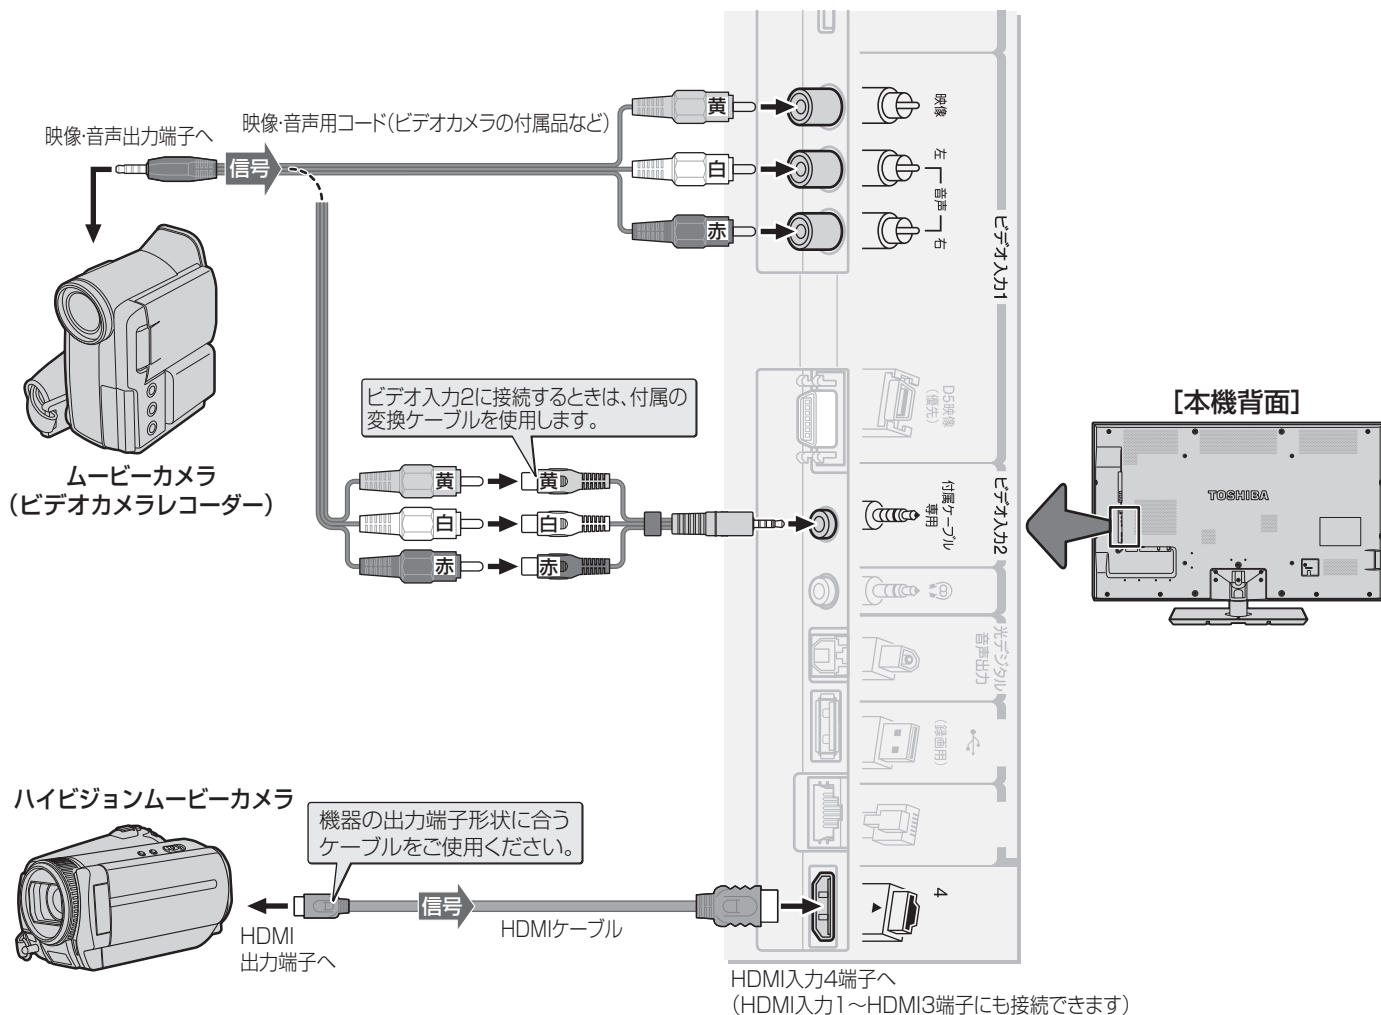 映像・音声出力端子へ
映像・音声用コード（ビデオカメラの付属品など）
信号
黄
白
赤
映像
左
音声
右
ビデオ入力1
ムービーカメラ
（ビデオカメラレコーダー）
ビデオ入力2に接続するときは、付属の
変換ケーブルを使用します。
黄
白
赤
黄
白
赤
D5映像
（優先）
付属ケーブル
専用
ビデオ入力2
光デジタル
音声出力
（録画用）
[本機背面]
TOSHIBA
ハイビジョンムービーカメラ
機器の出力端子形状に合う
ケーブルをご使用ください。
信号
HDMI
出力端子へ
HDMIケーブル
4
HDMI入力4端子へ
（HDMI入力1〜HDMI3端子にも接続できます）